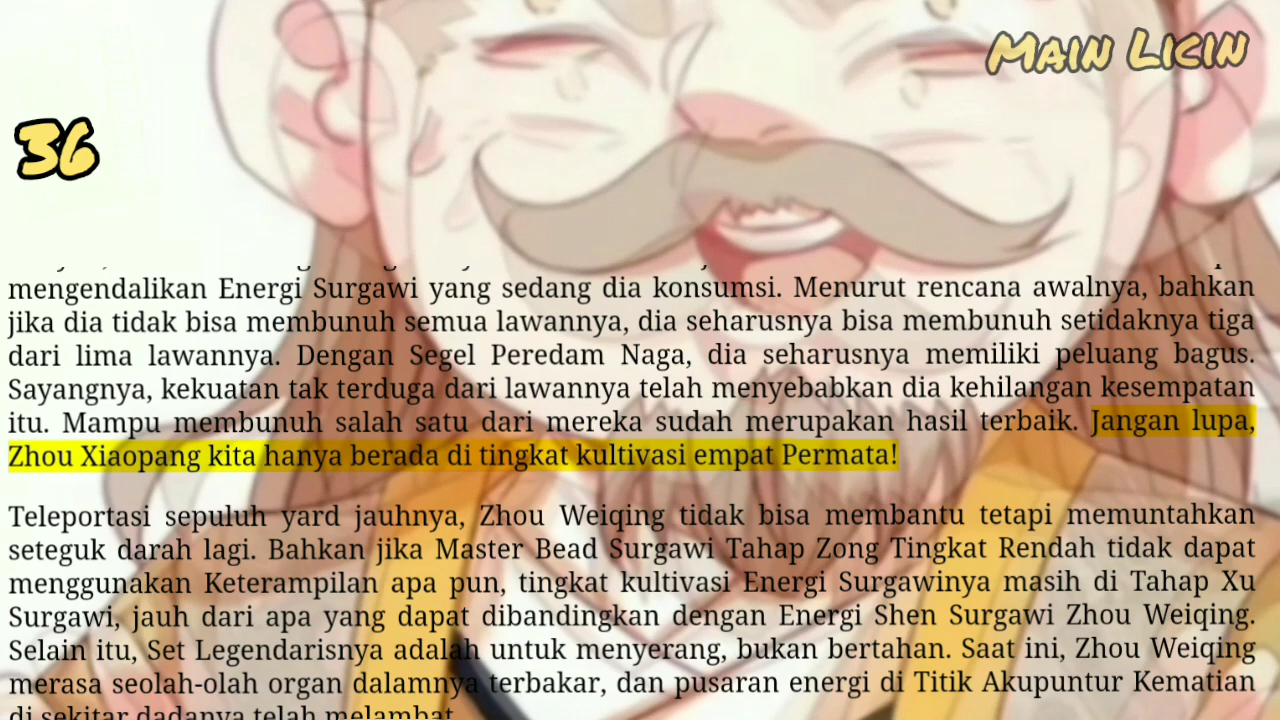 Main Licin
36
mengendalikan Energi Surgawi yang sedang dia konsumsi. Menurut rencana awalnya, bahkan
jika dia tidak bisa membunuh semua lawannya, dia seharusnya bisa membunuh setidaknya tiga
dari lima lawannya. Dengan Segel Peredam Naga, dia seharusnya memiliki peluang bagus.
Sayangnya, kekuatan tak terduga dari lawannya telah menyebabkan dia kehilangan kesempatan
itu. Mampu membunuh salah satu dari mereka sudah merupakan hasil terbaik. Jangan lupa,
Zhou Xiaopang kita hanya berada di tingkat kultivasi empat Permata!
Teleportasi sepuluh yard jauhnya, Zhou Weiqing tidak bisa membantu tetapi memuntahkan
seteguk darah lagi. Bahkan jika Master Bead Surgawi Tahap Zong Tingkat Rendah tidak dapat
menggunakan Keterampilan apa pun, tingkat kultivasi Energi Surgawinya masih di Tahap Xu
Surgawi, jauh dari apa yang dapat dibandingkan dengan Energi Shen Surgawi Zhou Weiqing.
Selain itu, Set Legendarisnya adalah untuk menyerang, bukan bertahan. Saat ini, Zhou Weiqing
merasa seolah-olah organ dalamnya terbakar, dan pusaran energi di Titik Akupuntur Kematian
di sekitar dadanya telah melambat